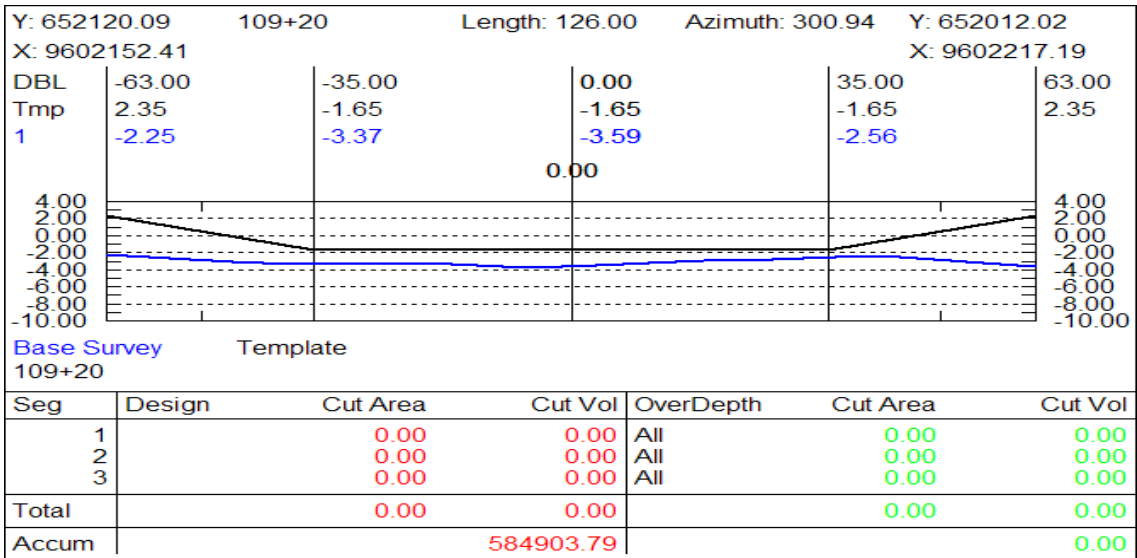 Y: 652120.09 109+20 Length: 126.00 Azimuth: 300.94 Y: 652012.02
X: 9602152.41 X: 9602217.19
DBL -63.00 -35.00 0.00 35.00 63.00
Tmp 2.35 -1.65 -1.65 -1.65 2.35
1 -2.25 -3.37 -3.59 -2.56
0.00
4.00 4.00
2.00 2.00
0.00 0.00
-2.00 -2.00
-4.00 -4.00
-6.00 -6.00
-8.00 -8.00
-10.00 -10.00
Base Survey Template
109+20
Seg Design Cut Area Cut Vol OverDepth Cut Area Cut Vol
1 0.00 0.00 All 0.00 0.00
2 0.00 0.00 All 0.00 0.00
3 0.00 0.00 All 0.00 0.00
Total 0.00 0.00 0.00 0.00
Accum 584903.79 0.00